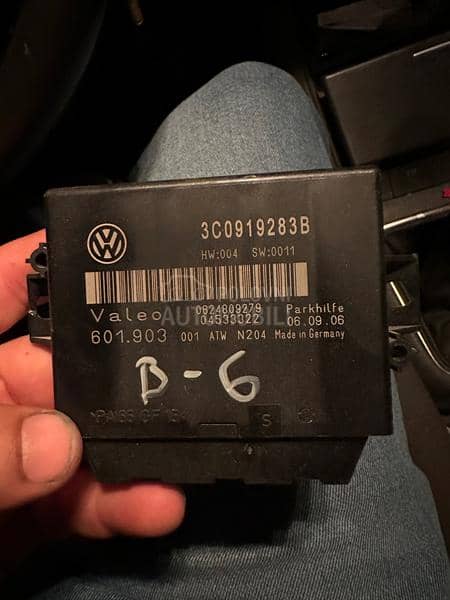 3C0919283B
HW:004 SW:0011
Valeo 0624809279 Parkhilfe
04533022 06.09.06
601.903 001 ATW N204 Made in Germany
B-6
S